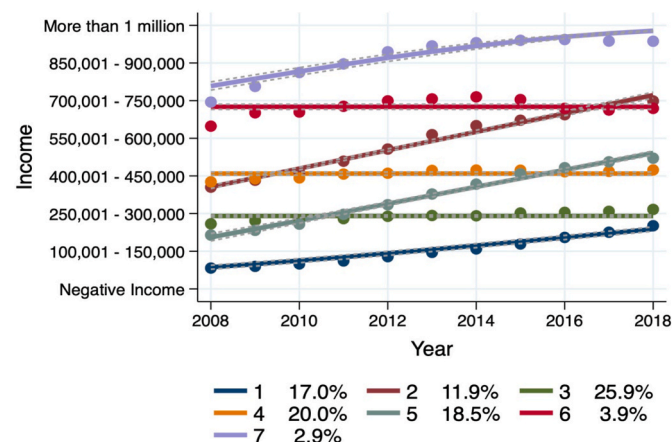 More than 1 million
850,001 - 900,000
700,001 - 750,000
550,001 - 600,000
400,001 - 450,000
250,001 - 300,000
100,001 - 150,000
Negative Income
Income
2008 2010 2012 2014 2016 2018
Year
1 17.0% 2 11.9% 3 25.9%
4 20.0% 5 18.5% 6 3.9%
7 2.9%